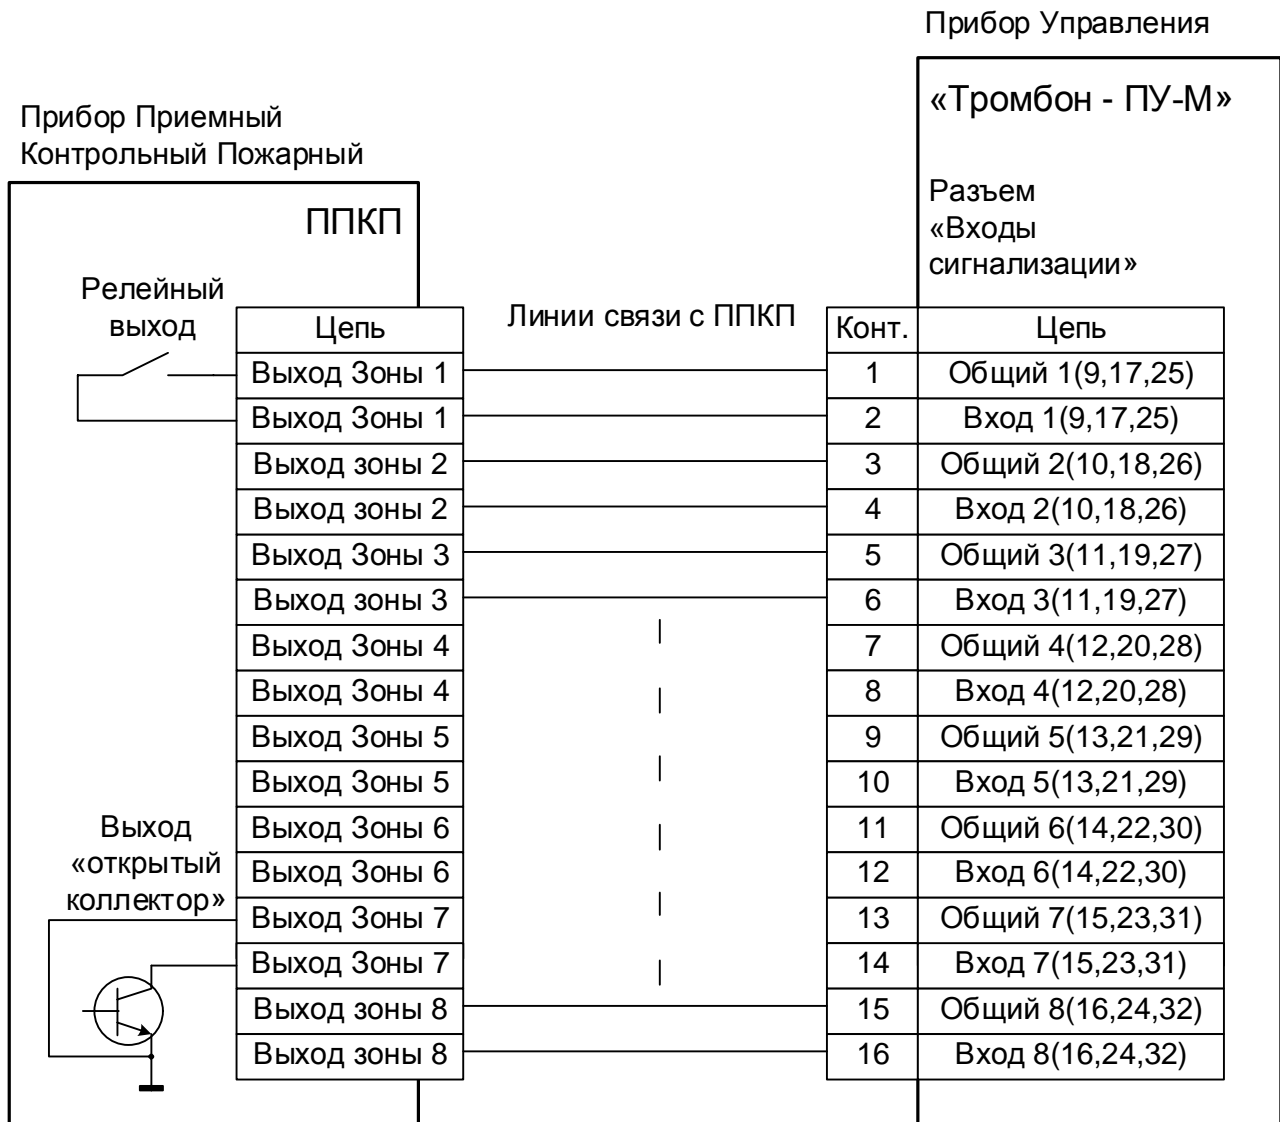 Прибор Управления
«Тромбон - ПУ-М»
Прибор Приемный
Контрольный Пожарный
ППКП
Разъем
«Входы
сигнализации»
Релейный
выход
Линии связи с ППКП
Цепь
Конт.
Цепь
Выход Зоны 1
1
Общий 1(9,17,25)
Выход Зоны 1
2
Вход 1(9,17,25)
Выход зоны 2
3
Общий 2(10,18,26)
Выход зоны 2
4
Вход 2(10,18,26)
Выход Зоны 3
5
Общий 3(11,19,27)
Выход зоны 3
6
Вход 3(11,19,27)
Выход Зоны 4
7
Общий 4(12,20,28)
Выход Зоны 4
8
Вход 4(12,20,28)
Выход Зоны 5
9
Общий 5(13,21,29)
Выход Зоны 5
10
Вход 5(13,21,29)
Выход Зоны 6
11
Общий 6(14,22,30)
Выход Зоны 6
12
Вход 6(14,22,30)
Выход
«открытый
коллектор»
Выход Зоны 7
13
Общий 7(15,23,31)
Выход Зоны 7
14
Вход 7(15,23,31)
Выход зоны 8
15
Общий 8(16,24,32)
Выход зоны 8
16
Вход 8(16,24,32)